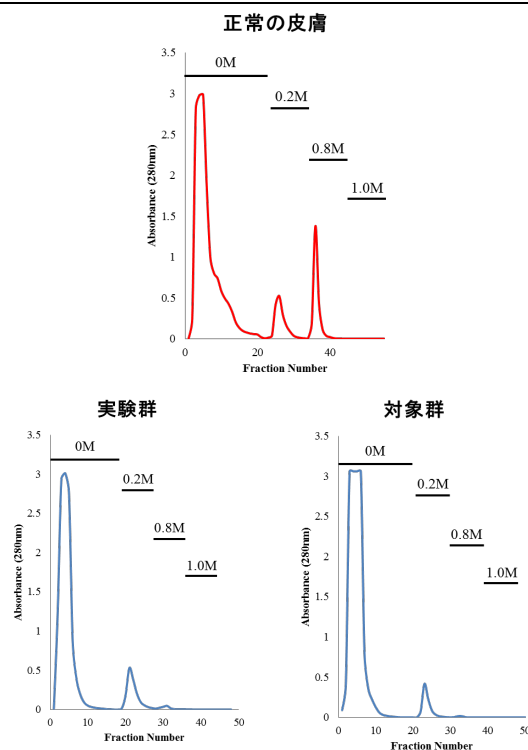 正常の皮膚
3.5
0M
3
0.2M
2.5
0.8M
2
1.0M
1.5
1
0.5
0
Absorbance (280nm)
0 20 40
Fraction Number
実験群
3.5
0M
3
0.2M
2.5
0.8M
2
1.0M
1.5
1
0.5
0
Absorbance (280nm)
0 10 20 30 40 50
Fraction Number
対象群
3.5
0M
3
0.2M
2.5
0.8M
2
1.0M
1.5
1
0.5
0
Absorbance (280nm)
0 10 20 30 40 50
Fraction Number